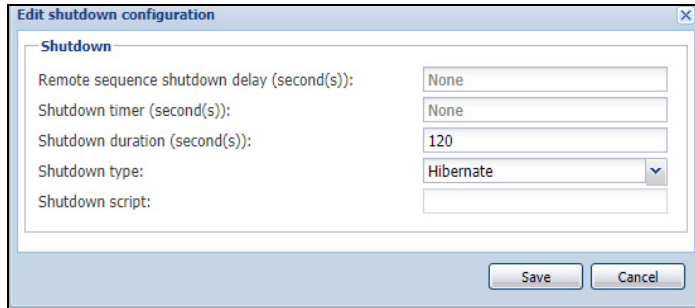 Edit shutdown configuration
Shutdown
Remote sequence shutdown delay (second(s)): None
Shutdown timer (second(s)): None
Shutdown duration (second(s)): 120
Shutdown type: Hibernate
Shutdown script:
Save Cancel